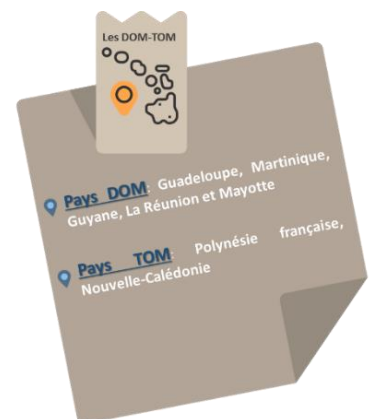 Les DOM-TOM
Pays DOM: Guadeloupe, Martinique,
Guyane, La Réunion et Mayotte
Pays TOM: Polynésie française,
Nouvelle-Calédonie